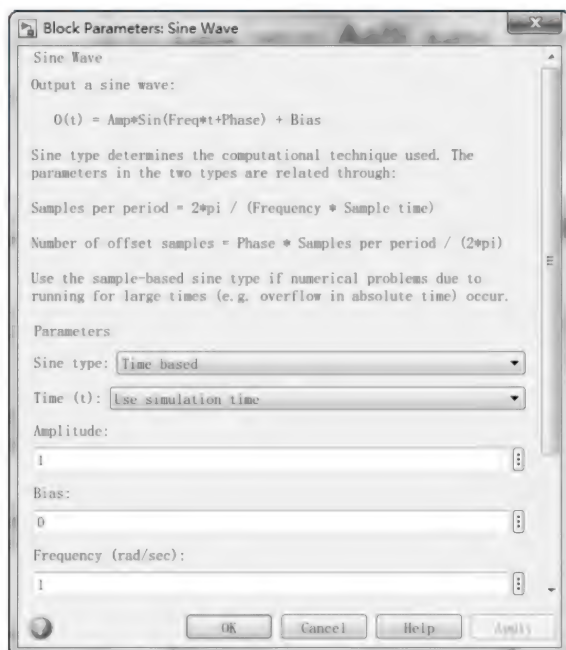 Block Parameters: Sine Wave
Sine Wave
Output a sine wave:
O(t) = Amp*Sin(Freq*t+Phase) + Bias
Sine type determines the computational technique used. The
parameters in the two types are related through:
Samples per period = 2*pi / (Frequency * Sample time)
Number of offset samples = Phase * Samples per period / (2*pi)
Use the sample-based sine type if numerical problems due to
running for large times (e.g. overflow in absolute time) occur.
Parameters
Sine type: Time based
Time (t): Use simulation time
Amplitude:
1
Bias:
0
Frequency (rad/sec):
1
OK Cancel Help Apply